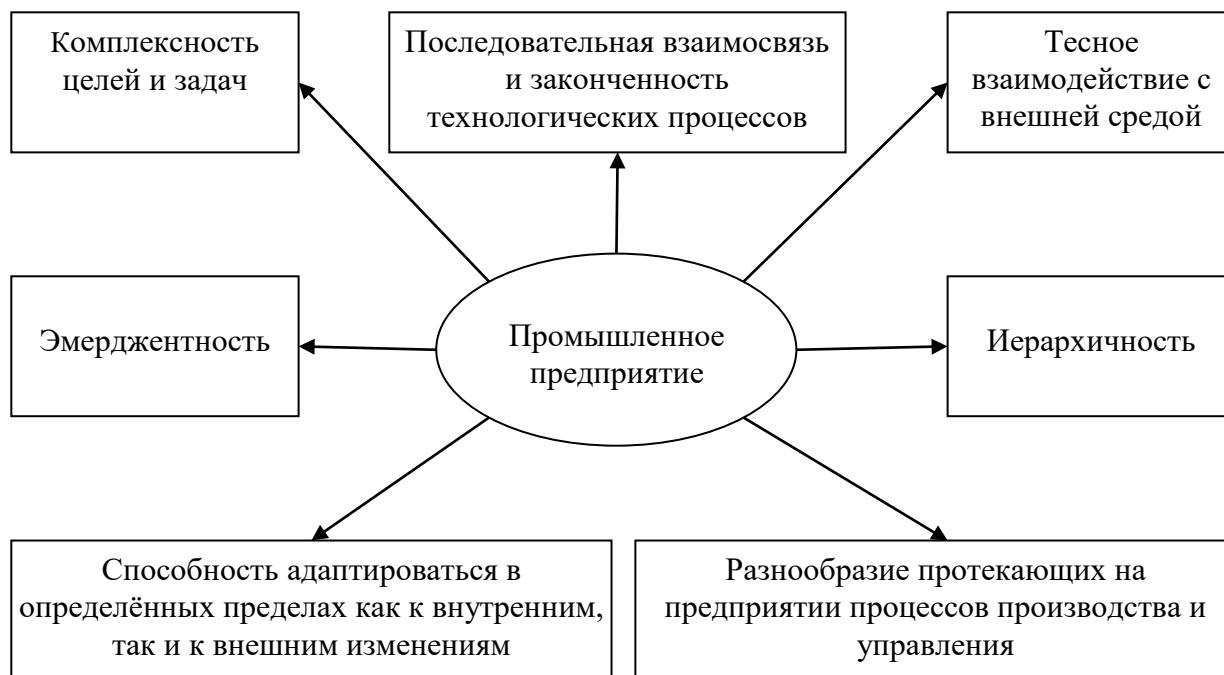 Комплексность
целей и задач
Последовательная взаимосвязь
и законченность
технологических процессов
Тесное
взаимодействие с
внешней средой
Эмерджентность
Промышленное
предприятие
Иерархичность
Способность адаптироваться в
определённых пределах как к внутренним,
так и к внешним изменениям
Разнообразие протекающих на
предприятии процессов производства и
управления